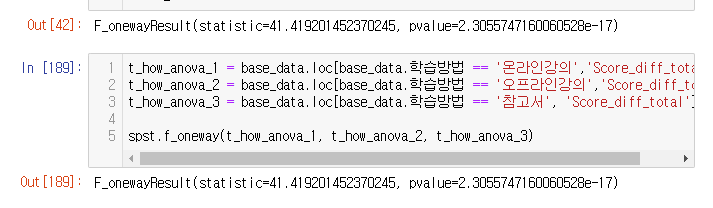 Out [42]: F_onewayResult(statistic=41.419201452370245, pvalue=2.3055747160060528e-17)
In [189]:
1 t_how_anova_1 = base_data.loc[base_data.학습방법 == '온라인강의','Score_diff_tota
2 t_how_anova_2 = base_data.loc[base_data.학습방법 == '오프라인강의','Score_diff_to
3 t_how_anova_3 = base_data.loc[base_data.학습방법 == '참고서', 'Score_diff_total']
4
5 spst.f_oneway(t_how_anova_1, t_how_anova_2, t_how_anova_3)
Out[189]: F_onewayResult(statistic=41.419201452370245, pvalue=2.3055747160060528e-17)